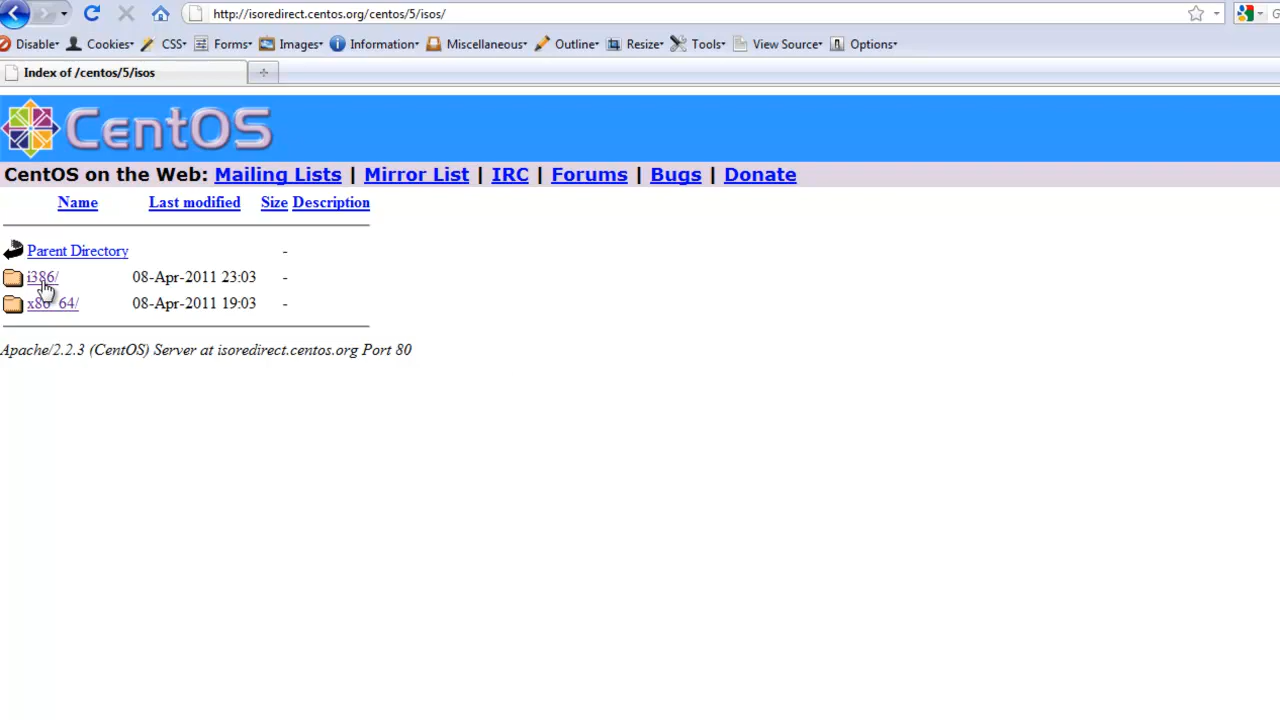 http://isoredirect.centos.org/centos/5/isos/
Disable Cookies CSS Forms Images Information Miscellaneous Outline Resize Tools View Source Options
Index of /centos/5/isos
CentOS
CentOS on the Web: Mailing Lists | Mirror List | IRC | Forums | Bugs | Donate
Name Last modified Size Description
Parent Directory -
i386/ 08-Apr-2011 23:03 -
x86_64/ 08-Apr-2011 19:03 -
Apache/2.2.3 (CentOS) Server at isoredirect.centos.org Port 80